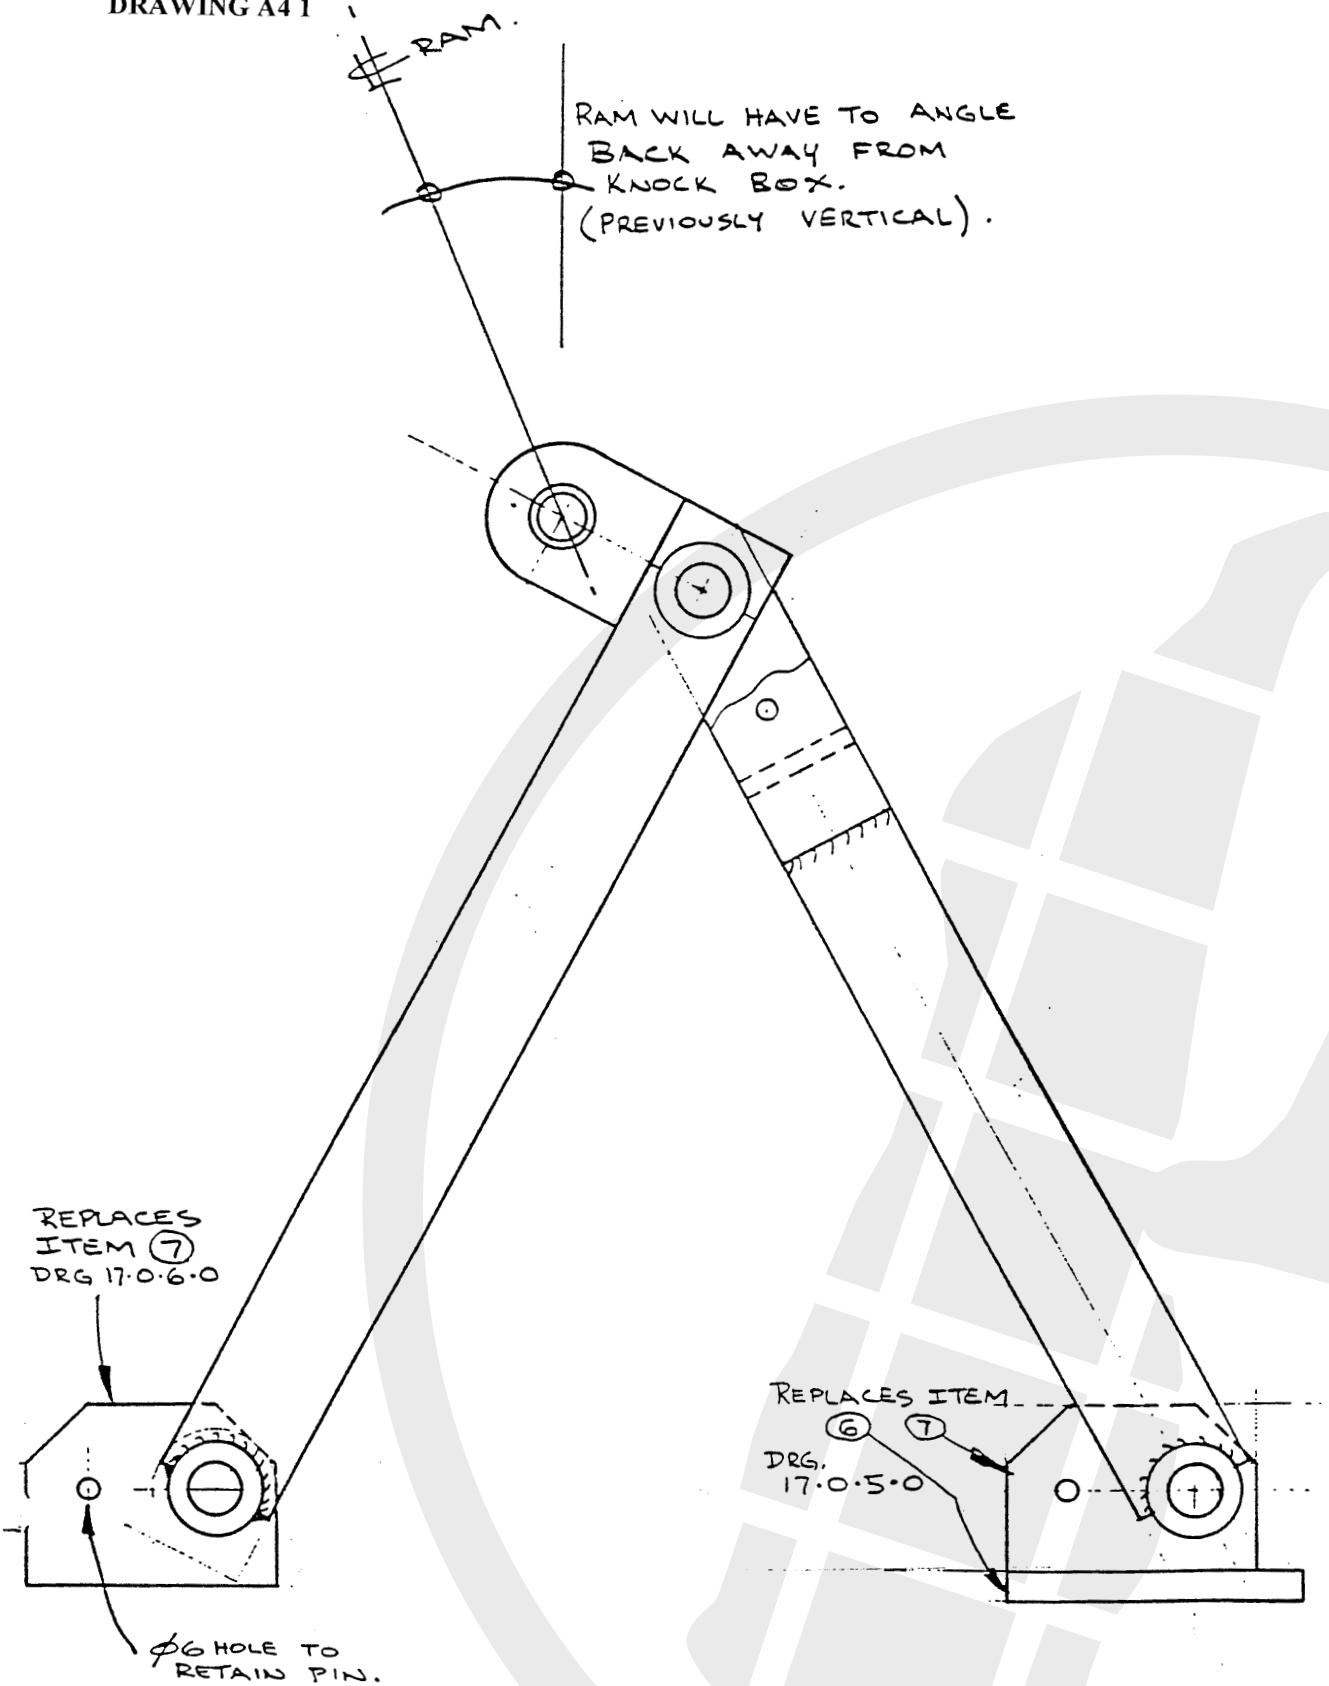 DRAWING A4 1
RAM.
RAM WILL HAVE TO ANGLE
BACK AWAY FROM
KNOCK BOX.
(PREVIOUSLY VERTICAL).
REPLACES
ITEM 7
DRG 17.0.6.0
REPLACES ITEM
6 7
DRG.
17.0.5.0
Ø6 HOLE TO
RETAIN PIN.